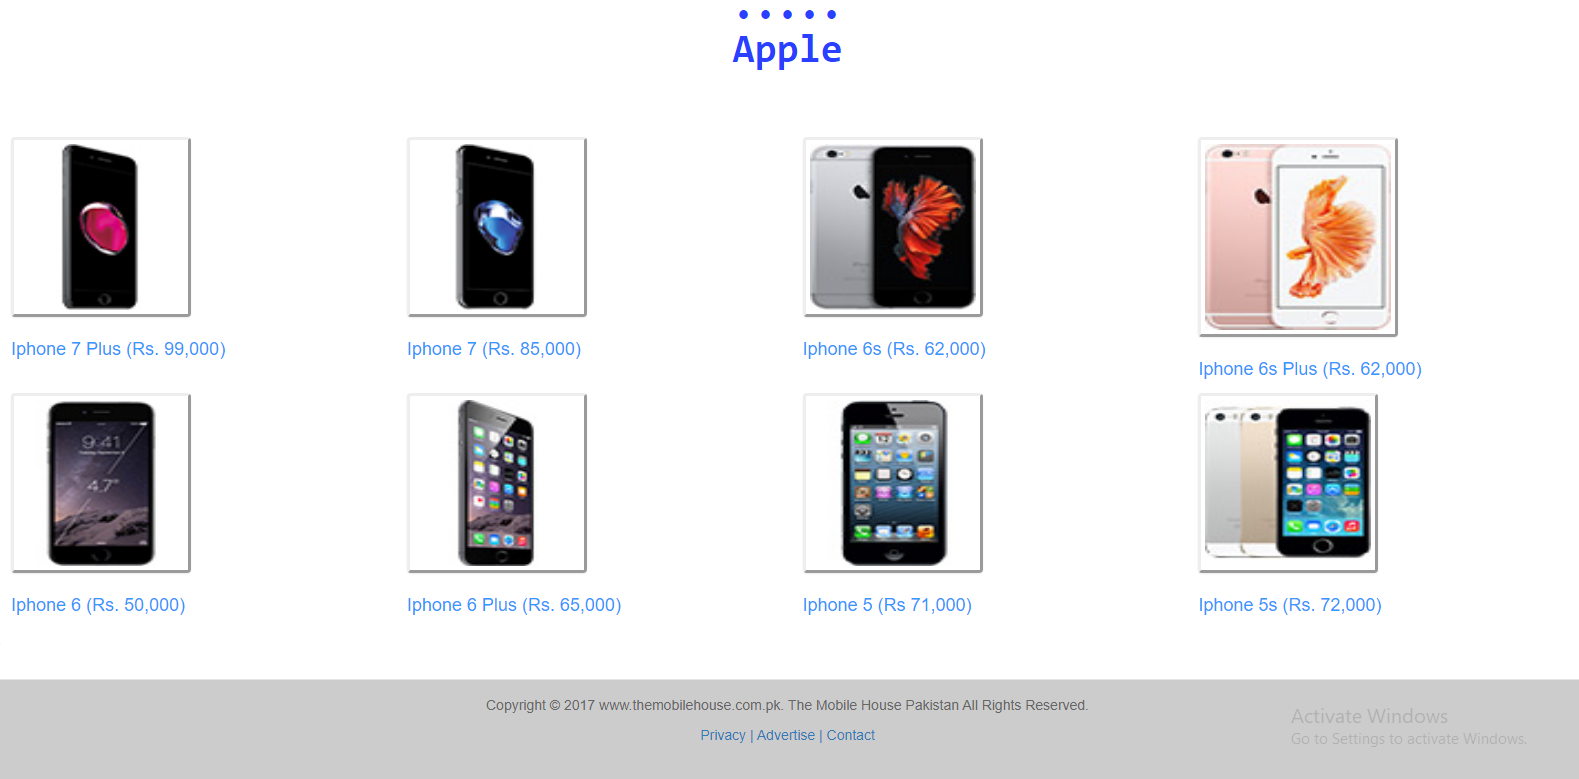 Apple
Iphone 7 Plus (Rs. 99,000)
Iphone 7 (Rs. 85,000)
Iphone 6s (Rs. 62,000)
Iphone 6s Plus (Rs. 62,000)
9:41
4.7"
Iphone 6 (Rs. 50,000)
Iphone 6 Plus (Rs. 65,000)
Iphone 5 (Rs 71,000)
Iphone 5s (Rs. 72,000)
Copyright © 2017 www.themobilehouse.com.pk. The Mobile House Pakistan All Rights Reserved.
Privacy | Advertise | Contact
Activate Windows
Go to Settings to activate Windows.